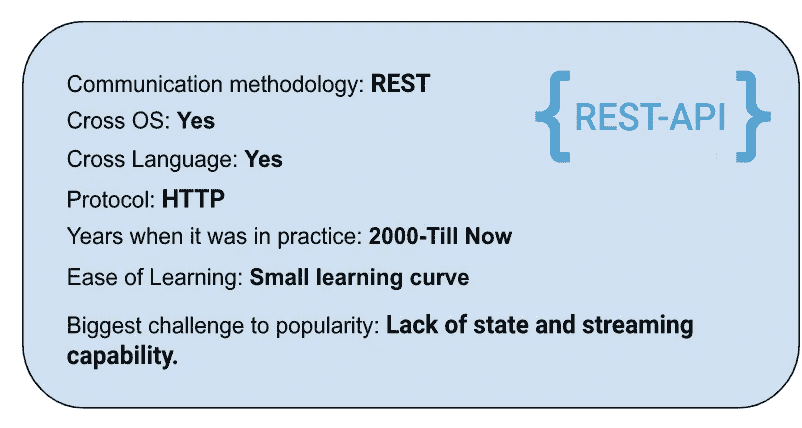 Communication methodology: REST
{ REST-API }
Cross OS: Yes
Cross Language: Yes
Protocol: HTTP
Years when it was in practice: 2000-Till Now
Ease of Learning: Small learning curve
Biggest challenge to popularity: Lack of state and streaming
capability.